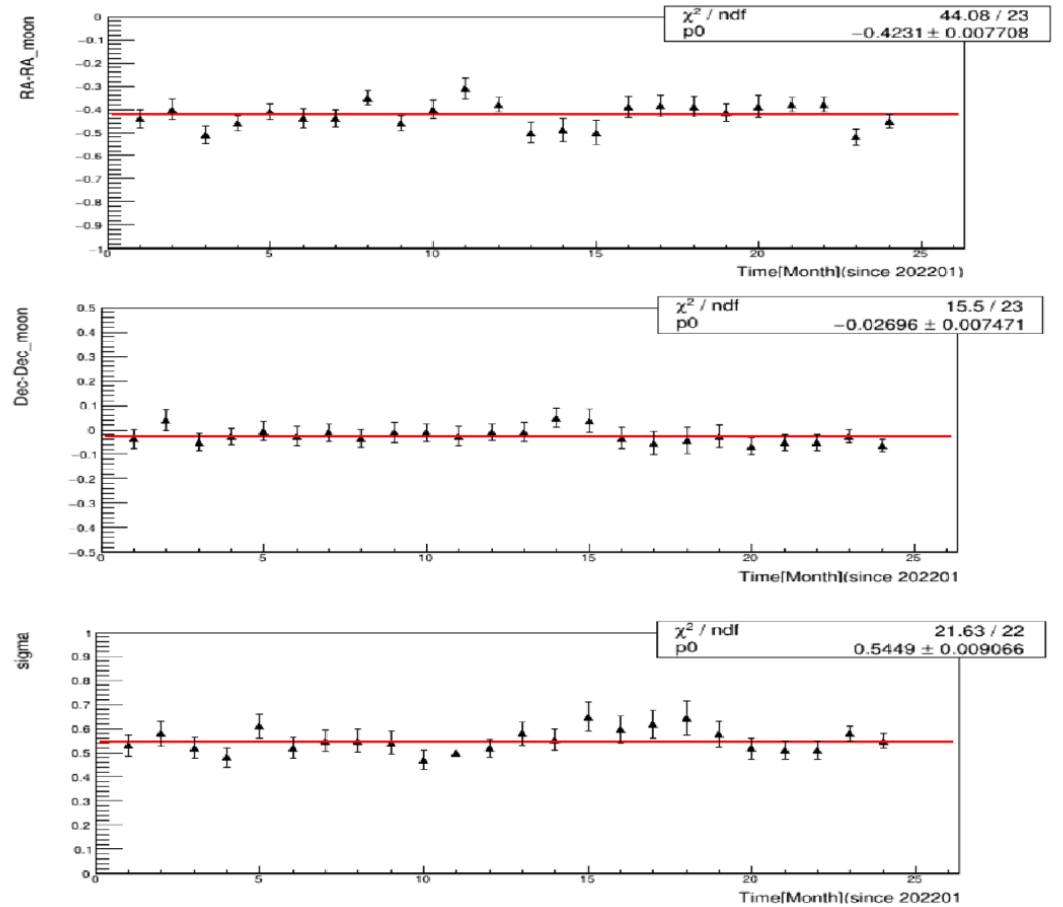 χ² / ndf 44.08 / 23
p0 −0.4231 ± 0.007708
RA-RA_moon
0
−0.1
−0.2
−0.3
−0.4
−0.5
−0.6
−0.7
−0.8
−0.9
−1
0 5 10 15 20 25
Time[Month](since 202201)
χ² / ndf 15.5 / 23
p0 −0.02696 ± 0.007471
Dec-Dec_moon
0.5
0.4
0.3
0.2
0.1
0
−0.1
−0.2
−0.3
−0.4
−0.5
0 5 10 15 20 25
Time[Month](since 202201
χ² / ndf 21.63 / 22
p0 0.5449 ± 0.009066
sigma
1
0.9
0.8
0.7
0.6
0.5
0.4
0.3
0.2
0.1
0
0 5 10 15 20 25
Time[Month](since 202201